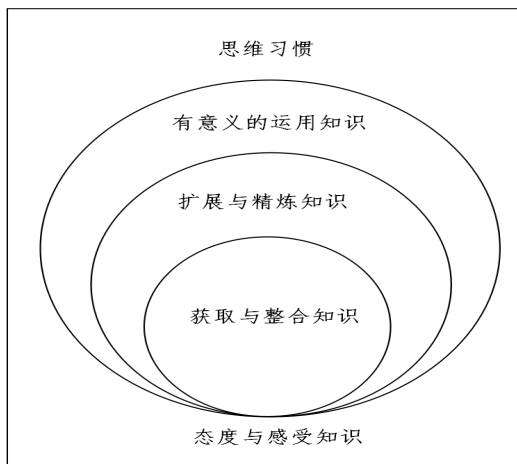 思维习惯
有意义的运用知识
扩展与精炼知识
获取与整合知识
态度与感受知识